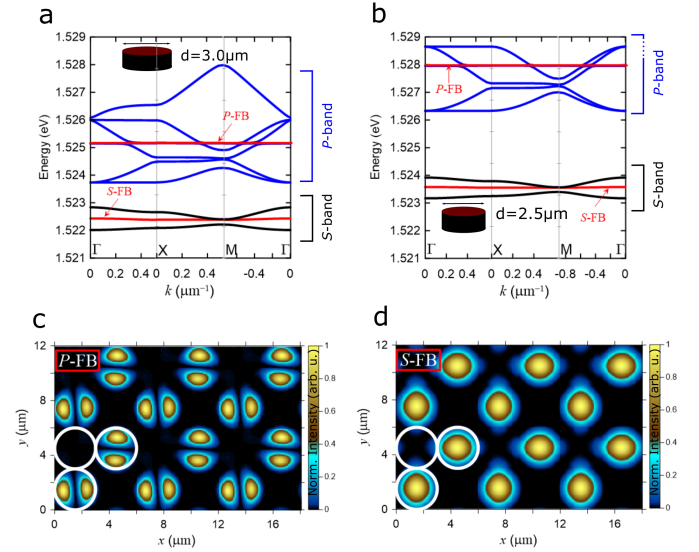 a
d=3.0μm
1.529
1.528
1.527
1.526
1.525
1.524
1.523
1.522
1.521
Energy (eV)
P-FB
S-FB
P-band
S-band
Γ
X
M
Γ
0 0.2 0.4 0 0.2 0.4 -0.4 0
k (μm⁻¹)
b
1.529
1.528
1.527
1.526
1.525
1.524
1.523
1.522
1.521
Energy (eV)
P-FB
S-FB
d=2.5μm
P-band
S-band
Γ
X
M
Γ
0 0.4 0 0.4 -0.8 -0.4 0
k (μm⁻¹)
c
P-FB
12
8
4
0
y (μm)
0 4 8 12 16
x (μm)
1
0.8
0.6
0.4
0.2
0
Norm. Intensity (arb. u.)
d
S-FB
12
8
4
0
y (μm)
0 4 8 12 16
x (μm)
1
0.8
0.6
0.4
0.2
0
Norm. Intensity (arb. u.)